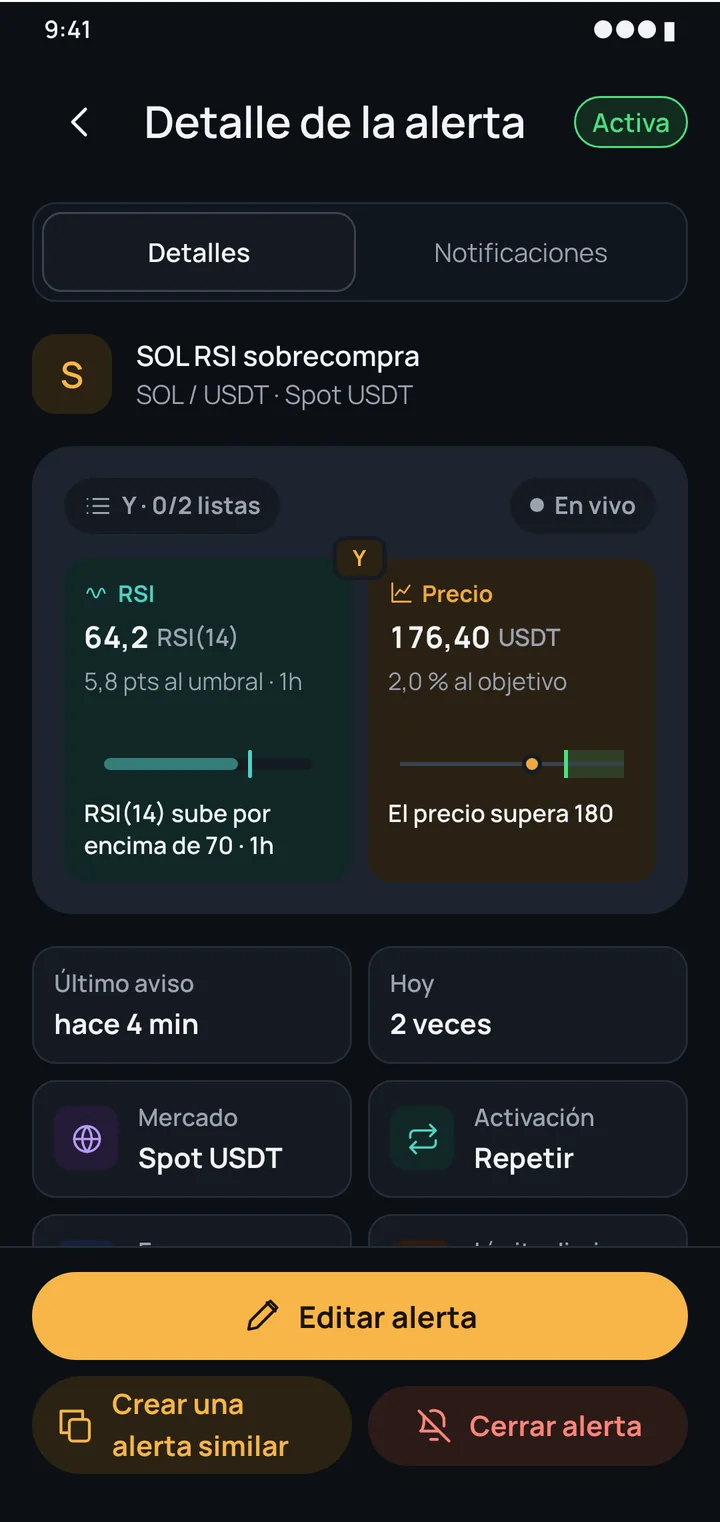 9:41
Detalle de la alerta
Activa
Detalles
Notificaciones
S
SOL RSI sobrecompra
SOL / USDT · Spot USDT
Y · 0/2 listas
En vivo
Y
RSI
64,2 RSI(14)
5,8 pts al umbral · 1h
RSI(14) sube por
encima de 70 · 1h
Precio
176,40 USDT
2,0 % al objetivo
El precio supera 180
Último aviso
hace 4 min
Hoy
2 veces
Mercado
Spot USDT
Activación
Repetir
Editar alerta
Crear una
alerta similar
Cerrar alerta